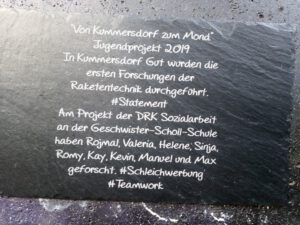 "Von Kummersdorf zum Mond"
Jugendprojekt 2019
In Kummersdorf Gut wurden die
ersten Forschungen der
Raketentechnik durchgeführt.
#Statement
Am Projekt der DRK Sozialarbeit
an der Geschwister-Scholl-Schule
haben Rojmal, Valeria, Helene, Sinja,
Romy, Kay, Kevin, Manuel und Max
geforscht. #Schleichwerbung
#Teamwork